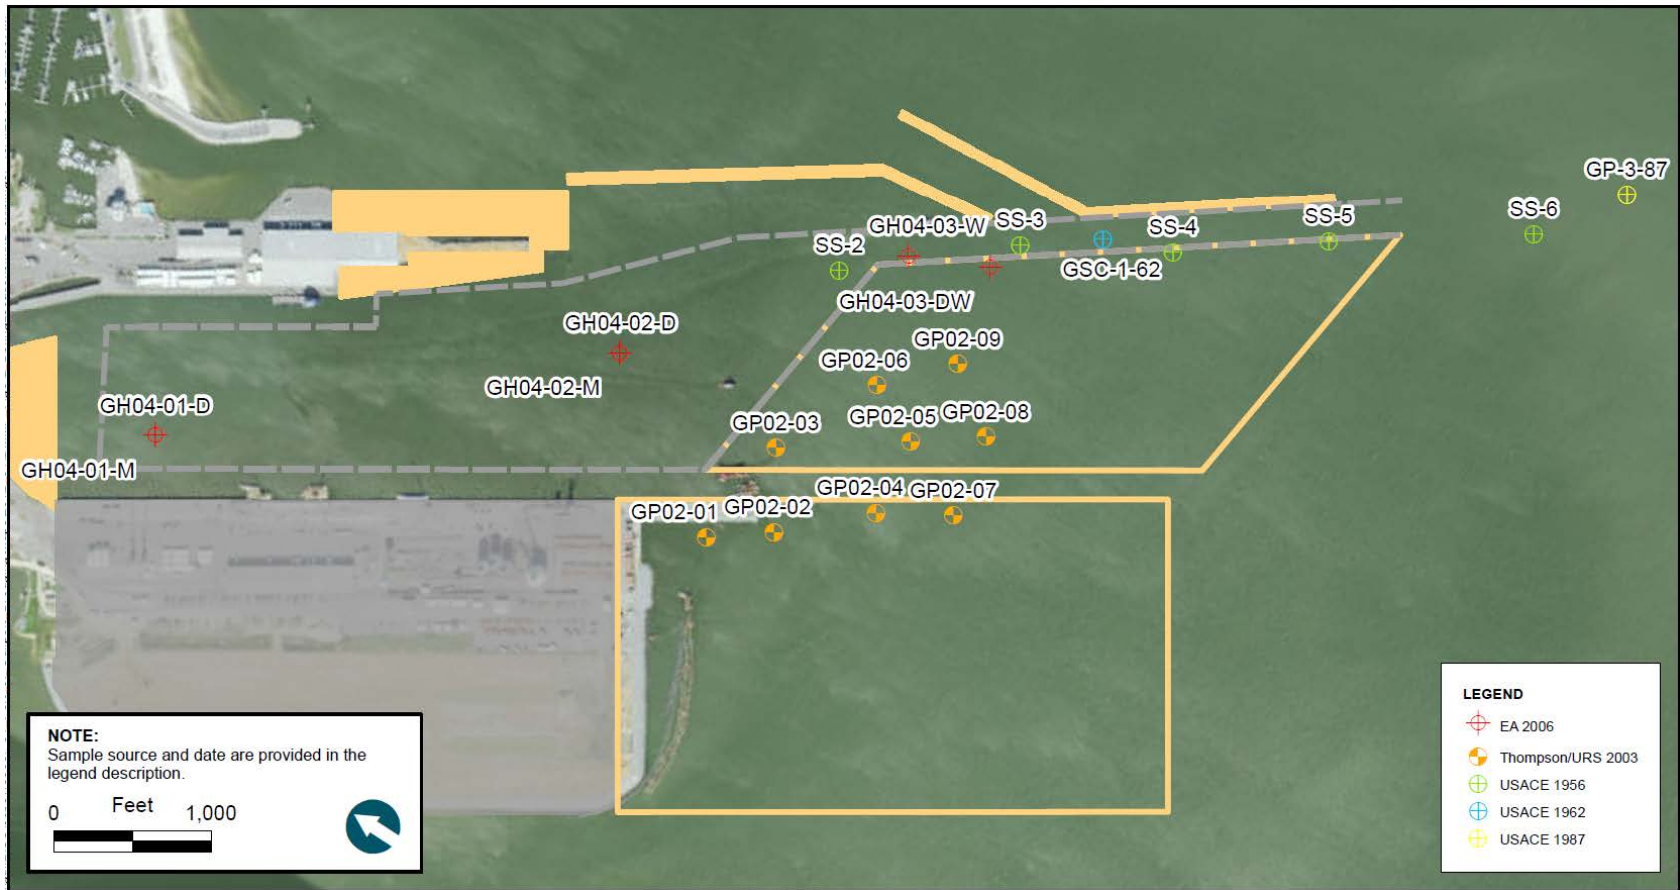 GP-3-87
SS-6
SS-5
SS-3
GH04-03-W
SS-4
SS-2
GSC-1-62
GH04-03-DW
GH04-02-D
GP02-09
GP02-06
GH04-02-M
GH04-01-D
GP02-08
GP02-05
GP02-03
GH04-01-M
GP02-04
GP02-07
GP02-02
GP02-01
NOTE:
Sample source and date are provided in the
legend description.
0 Feet 1,000
LEGEND
EA 2006
Thompson/URS 2003
USACE 1956
USACE 1962
USACE 1987